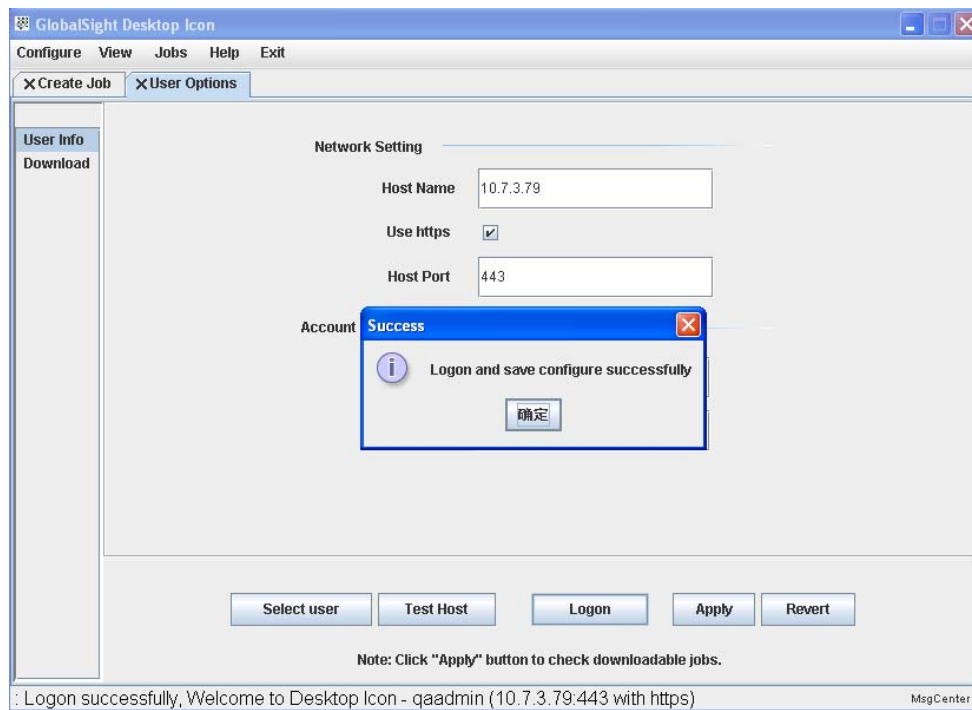 GlobalSight Desktop Icon
Configure View Jobs Help Exit
Create Job User Options
User Info
Download
Network Setting
Host Name 10.7.3.79
Use https
Host Port 443
Account
Success
Logon and save configure successfully
确定
Select user Test Host Logon Apply Revert
Note: Click "Apply" button to check downloadable jobs.
: Logon successfully, Welcome to Desktop Icon - qaadmin (10.7.3.79:443 with https) MsgCenter